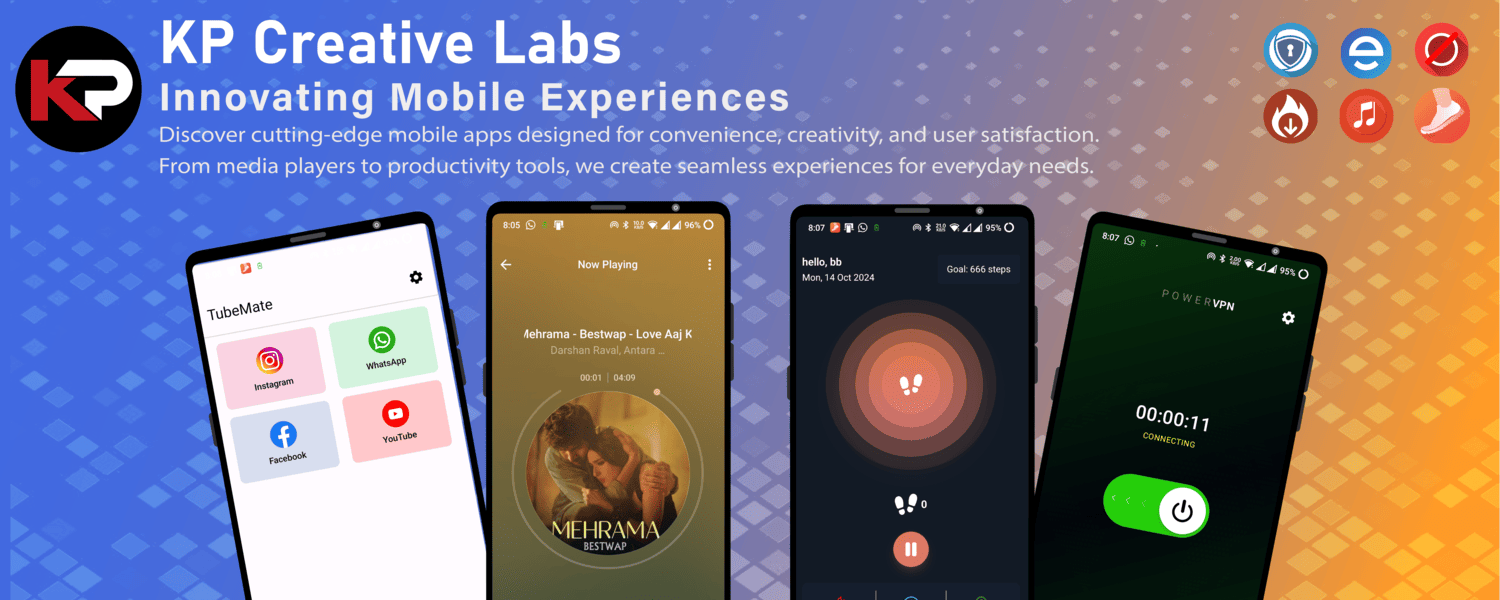 KP
KP Creative Labs
Innovating Mobile Experiences
Discover cutting-edge mobile apps designed for convenience, creativity, and user satisfaction.
From media players to productivity tools, we create seamless experiences for everyday needs.
TubeMate
Instagram
WhatsApp
Facebook
YouTube
8:05
96%
Now Playing
Mehrama - Bestwap - Love Aaj K
Darshan Raval, Antara ...
00:01 | 04:09
MEHRAMA
BESTWAP
8:07
95%
hello, bb
Mon, 14 Oct 2024
Goal: 666 steps
0
8:07
95%
POWERVPN
00:00:11
CONNECTING